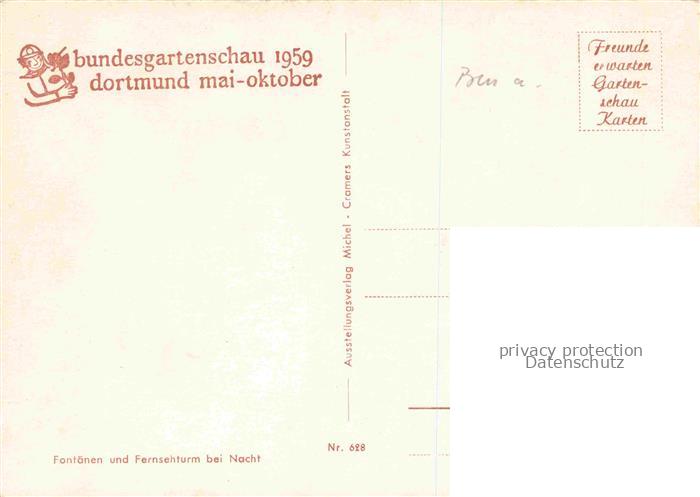 bundesgartenschau 1959
dortmund mai-oktober
Freunde
erwarten
Garten-
schau
Karten
Ausstellungsverlag Michel - Cramers Kunstanstalt
privacy protection
Datenschutz
Nr. 628
Fontänen und Fernsehturm bei Nacht